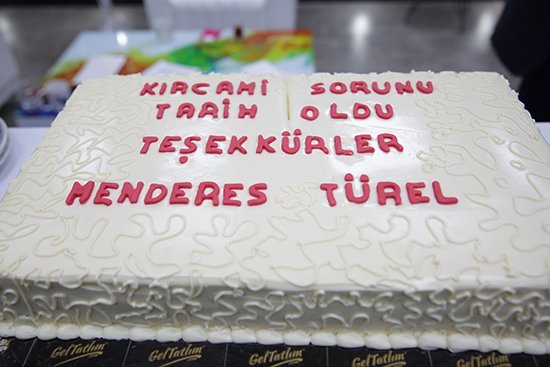 KIRCAMİ SORUNU
TARİH OLDU
TEŞEKKÜRLER
MENDERES TÜREL
GelTatlım GelTatlım GelTatlım GelTatlım GelTatlım